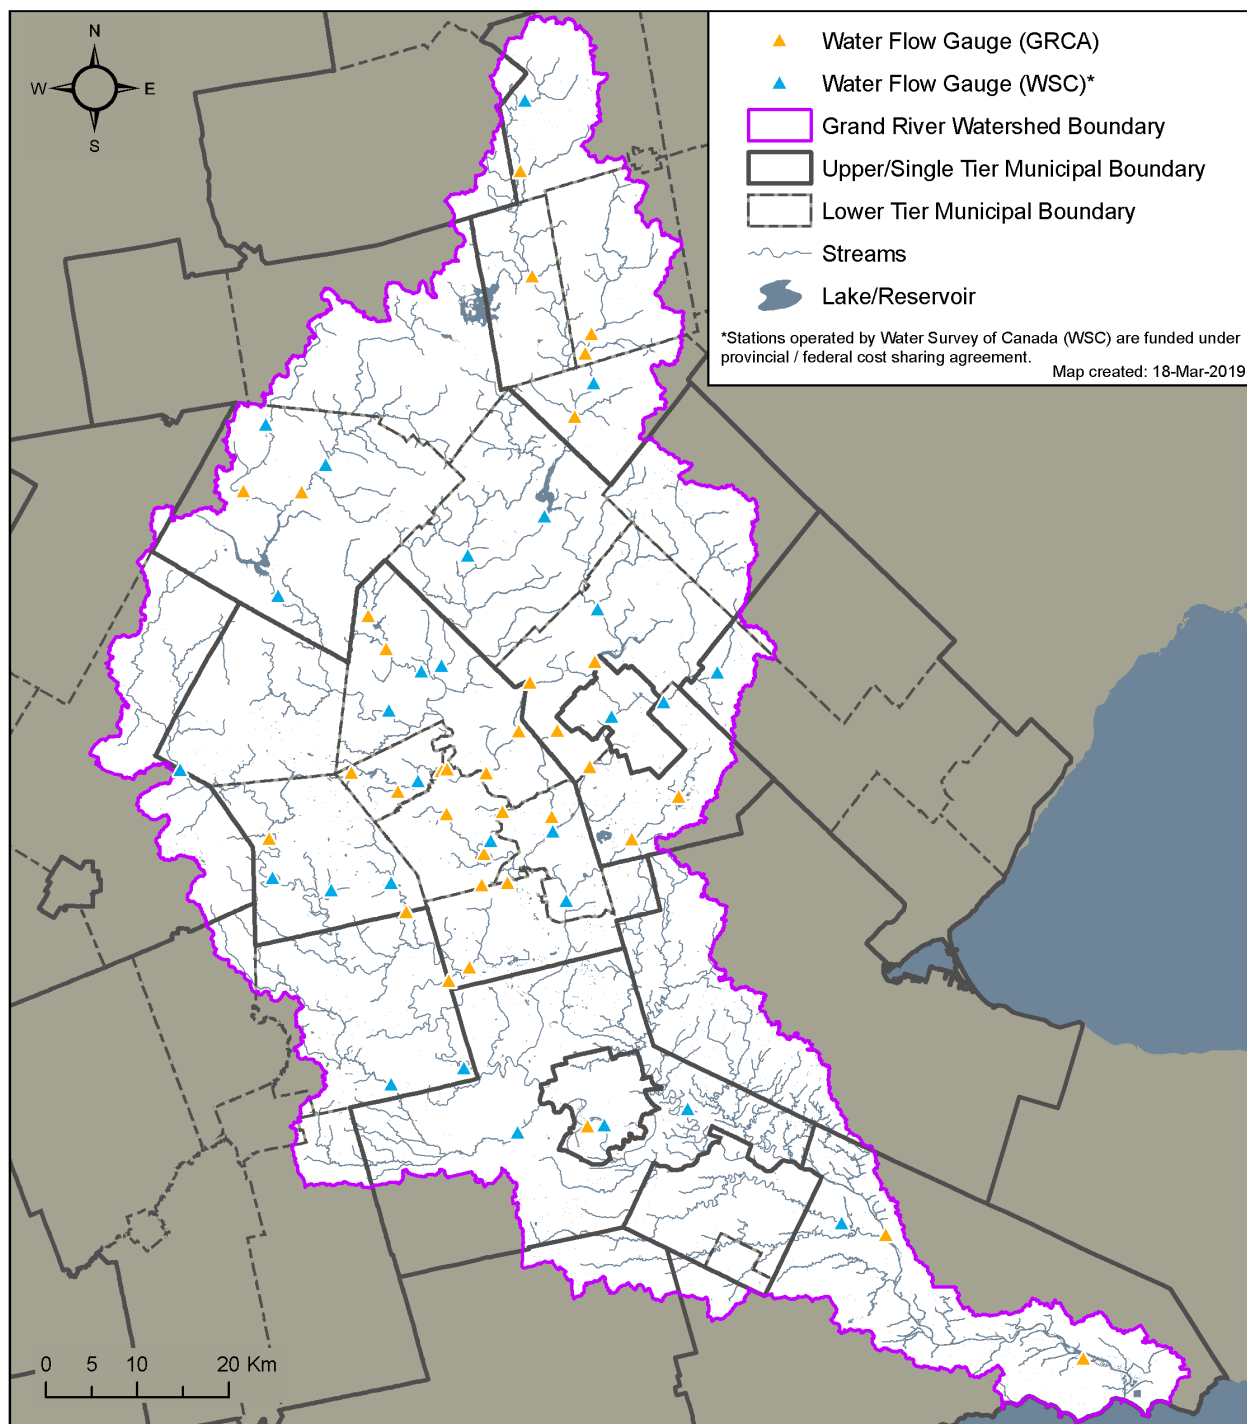 N
W E
S
Water Flow Gauge (GRCA)
Water Flow Gauge (WSC)*
Grand River Watershed Boundary
Upper/Single Tier Municipal Boundary
Lower Tier Municipal Boundary
Streams
Lake/Reservoir
*Stations operated by Water Survey of Canada (WSC) are funded under
provincial / federal cost sharing agreement.
Map created: 18-Mar-2019
0 5 10 20 Km